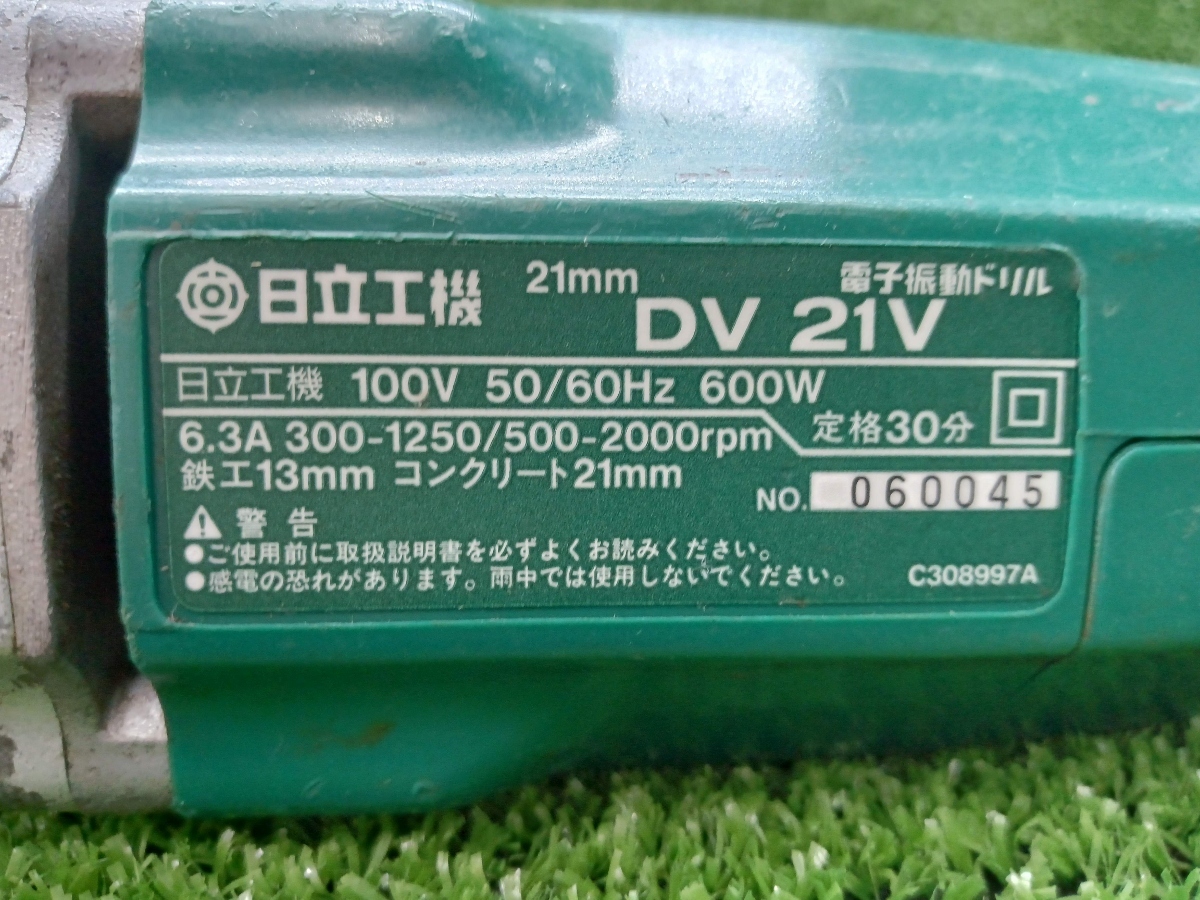 日立工機 21mm 電子振動ドリル
DV 21V
日立工機 100V 50/60Hz 600W
6.3A 300-1250/500-2000rpm 定格30分
鉄工13mm コンクリート21mm
NO. 060045
警告
●ご使用前に取扱説明書を必ずよくお読みください。
●感電の恐れがあります。雨中では使用しないでください。 C308997A